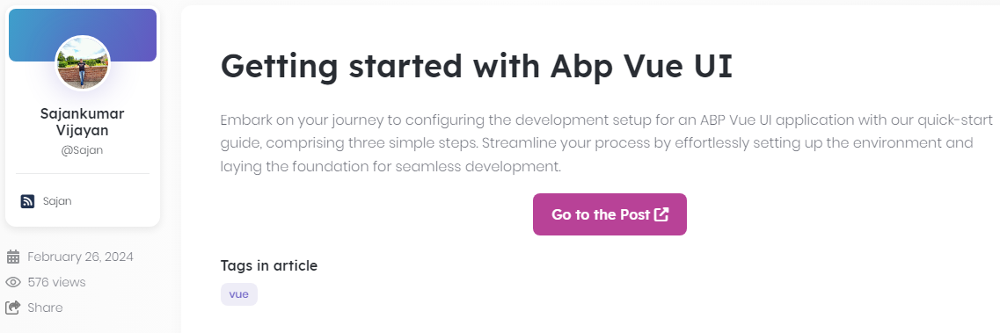 Sajankumar
Vijayan
@Sajan
Sajan
February 26, 2024
576 views
Share
Getting started with Abp Vue UI
Embark on your journey to configuring the development setup for an ABP Vue UI application with our quick-start
guide, comprising three simple steps. Streamline your process by effortlessly setting up the environment and
laying the foundation for seamless development.
Go to the Post
Tags in article
vue